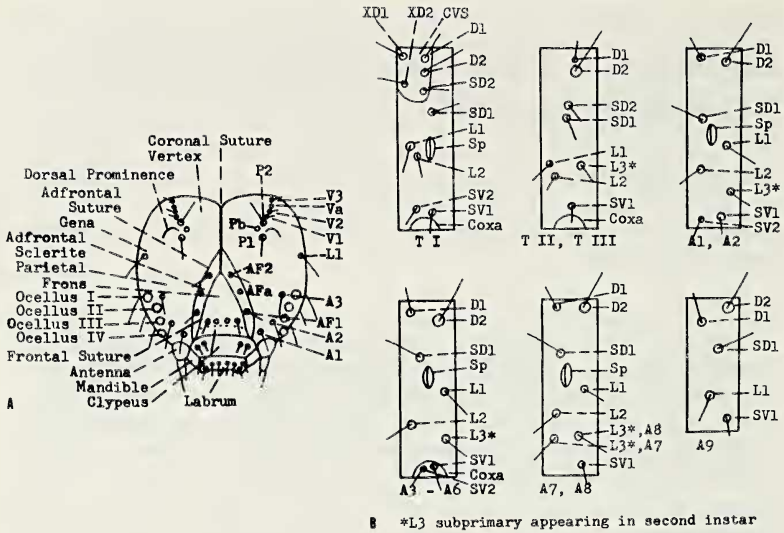 Coronal Suture
Vertex
P2
Dorsal Prominence
Adfrontal
Suture
Gena
Adfrontal
Sclerite
Parietal
Frons
Ocellus I
Ocellus II
Ocellus III
Ocellus IV
Frontal Suture
Antenna
Mandible
Clypeus
Labrum
V3
Va
V2
V1
Pb
P1
L1
AF2
AFa
A3
AF1
A2
A1
A
XD1 XD2 CVS
D1
D2
SD2
SD1
L1
Sp
L2
SV2
SV1
Coxa
T I
D1
D2
SD2
SD1
L1
L3*
L2
SV1
Coxa
T II, T III
D1
D2
SD1
Sp
L1
L2
L3*
SV1
SV2
A1, A2
D1
D2
SD1
Sp
L1
L2
L3*
SV1
Coxa
SV2
A3 - A6
D1
D2
SD1
Sp
L1
L2
L3*,A8
L3*,A7
SV1
A7, A8
D2
D1
SD1
L1
SV1
A9
B *L3 subprimary appearing in second instar